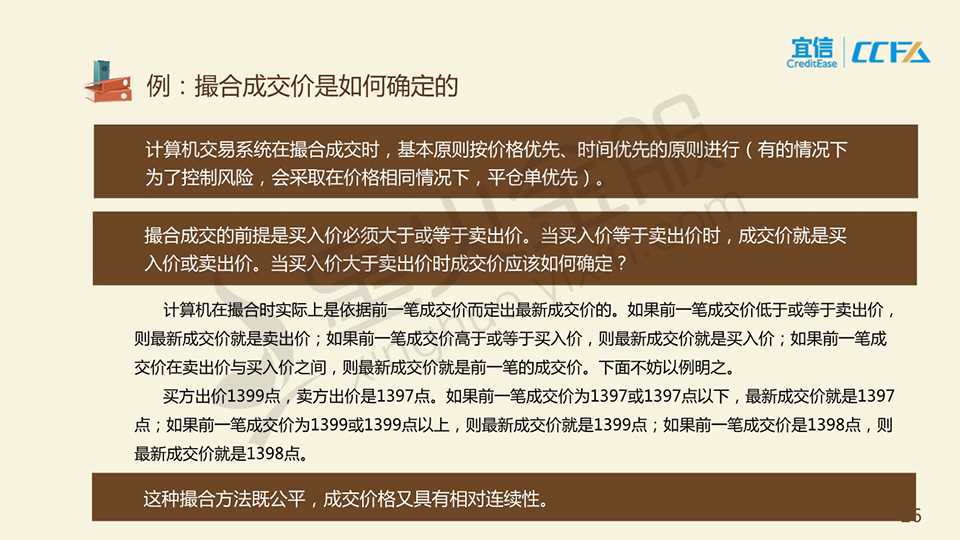 宜信
CreditEase
CCFA
例：撮合成交价是如何确定的
计算机交易系统在撮合成交时，基本原则按价格优先、时间优先的原则进行（有的情况下
为了控制风险，会采取在价格相同情况下，平仓单优先）。
撮合成交的前提是买入价必须大于或等于卖出价。当买入价等于卖出价时，成交价就是买
入价或卖出价。当买入价大于卖出价时成交价应该如何确定？
计算机在撮合时实际上是依据前一笔成交价而定出最新成交价的。如果前一笔成交价低于或等于卖出价，
则最新成交价就是卖出价；如果前一笔成交价高于或等于买入价，则最新成交价就是买入价；如果前一笔成
交价在卖出价与买入价之间，则最新成交价就是前一笔的成交价。下面不妨以例明之。
买方出价1399点，卖方出价是1397点。如果前一笔成交价为1397或1397点以下，最新成交价就是1397
点；如果前一笔成交价为1399或1399点以上，则最新成交价就是1399点；如果前一笔成交价是1398点，则
最新成交价就是1398点。
这种撮合方法既公平，成交价格又具有相对连续性。